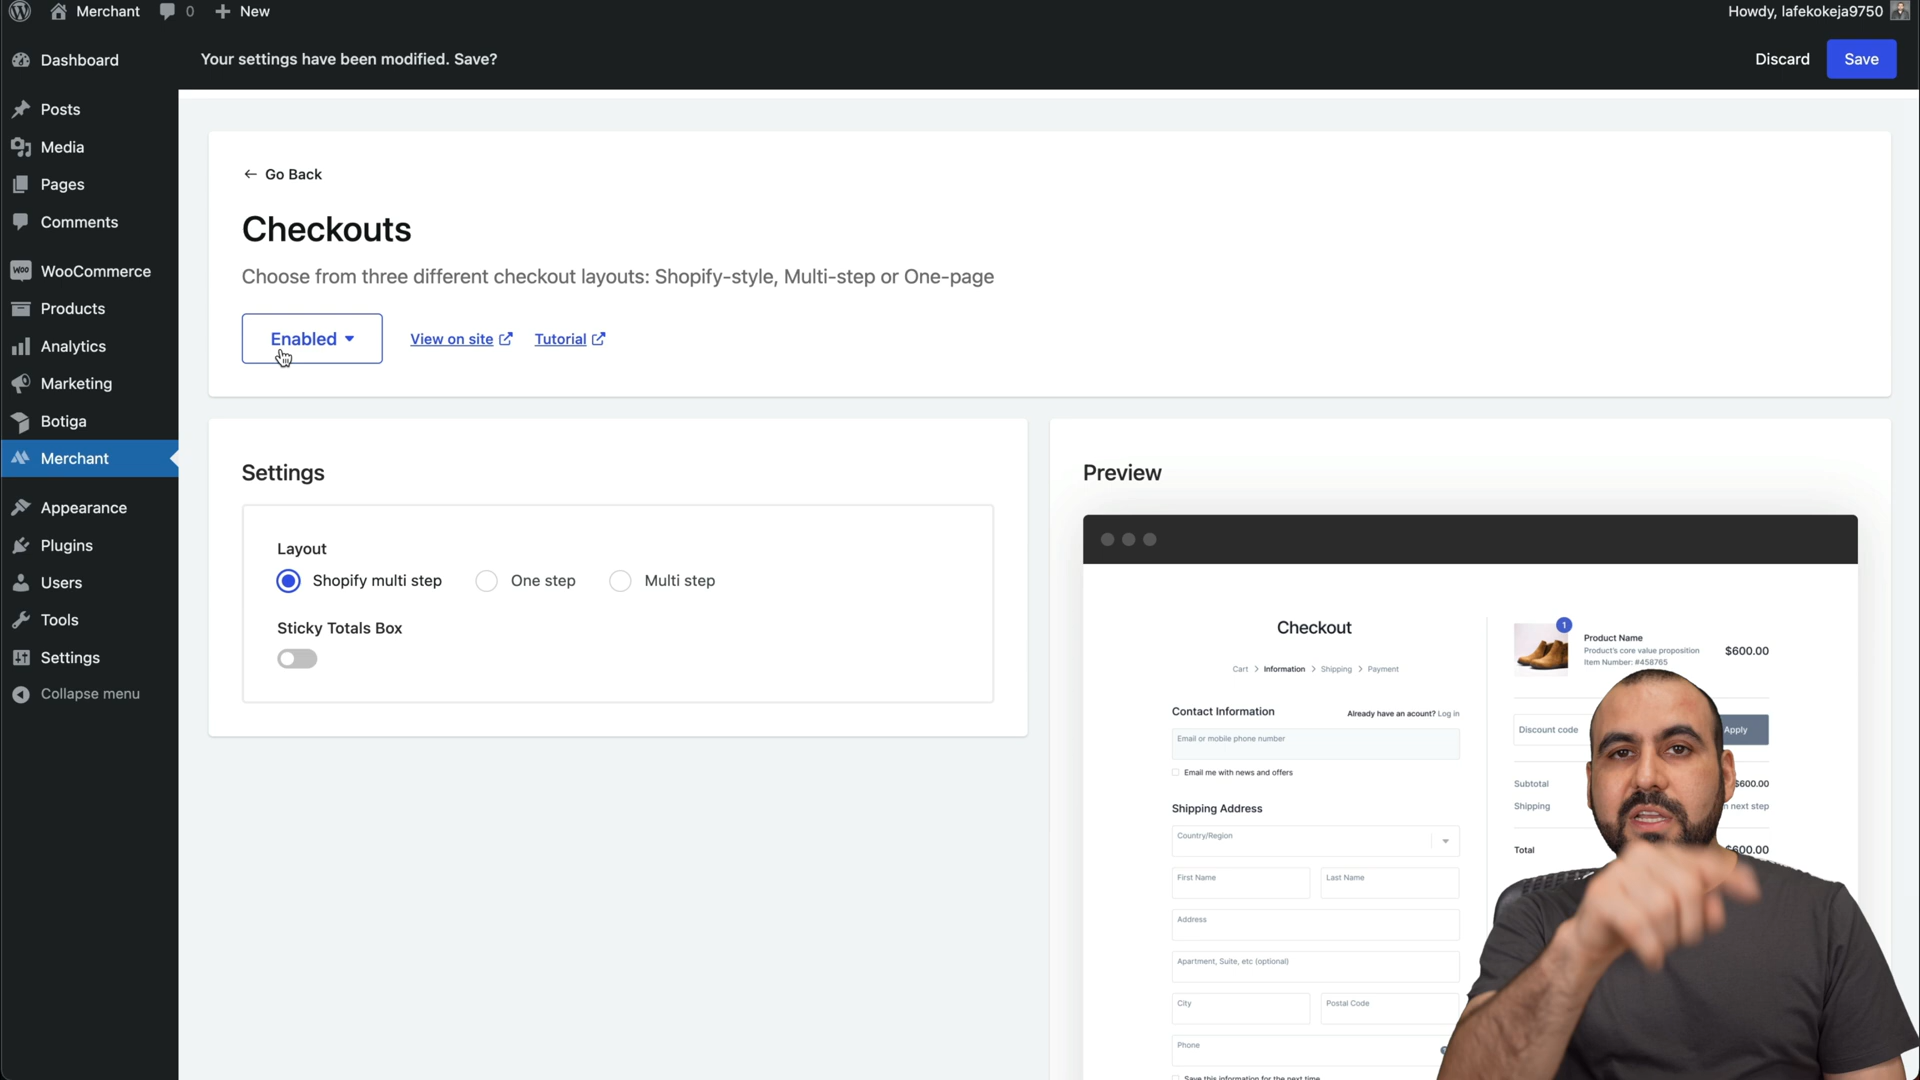 Merchant 0 New Howdy, lafekokeja9750
Your settings have been modified. Save? Discard Save
Dashboard
Posts
Media
Pages
Comments
WooCommerce
Products
Analytics
Marketing
Botiga
Merchant
Appearance
Plugins
Users
Tools
Settings
Collapse menu
Go Back
Checkouts
Choose from three different checkout layouts: Shopify-style, Multi-step or One-page
Enabled View on site Tutorial
Settings
Layout
Shopify multi step One step Multi step
Sticky Totals Box
Preview
Checkout
Cart > Information > Shipping > Payment
Contact Information Already have an acount? Log in
Email or mobile phone number
Email me with news and offers
Shipping Address
Country/Region
First Name Last Name
Address
Apartment, Suite, etc (optional)
City Postal Code
Phone
Save this information for the next time
1
Product Name
Product's core value proposition
Item Number: #458765
$600.00
Discount code Apply
Subtotal $600.00
Shipping next step
Total $600.00